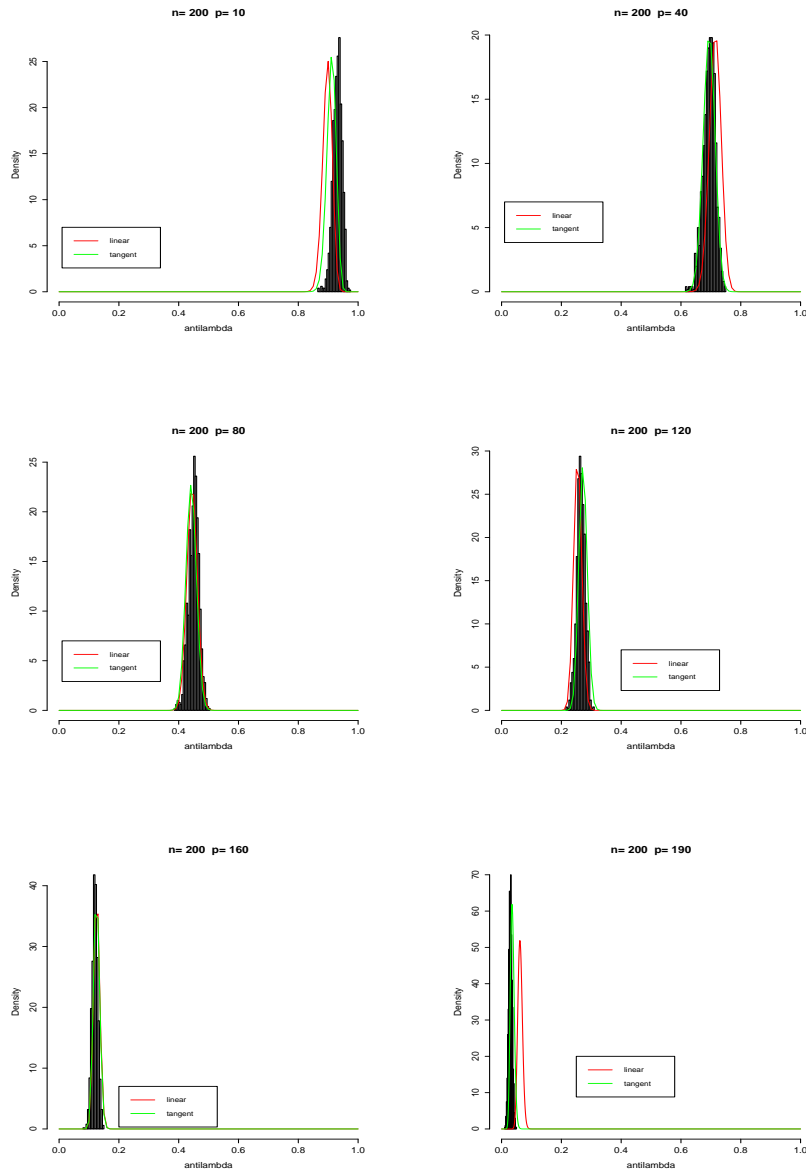 n= 200 p= 10
Density
0 5 10 15 20 25
linear
tangent
0.0 0.2 0.4 0.6 0.8 1.0
antilambda
n= 200 p= 40
Density
0 5 10 15 20
linear
tangent
0.0 0.2 0.4 0.6 0.8 1.0
antilambda
n= 200 p= 80
Density
0 5 10 15 20 25
linear
tangent
0.0 0.2 0.4 0.6 0.8 1.0
antilambda
n= 200 p= 120
Density
0 5 10 15 20 25 30
linear
tangent
0.0 0.2 0.4 0.6 0.8 1.0
antilambda
n= 200 p= 160
Density
0 10 20 30 40
linear
tangent
0.0 0.2 0.4 0.6 0.8 1.0
antilambda
n= 200 p= 190
Density
0 10 20 30 40 50 60 70
linear
tangent
0.0 0.2 0.4 0.6 0.8 1.0
antilambda